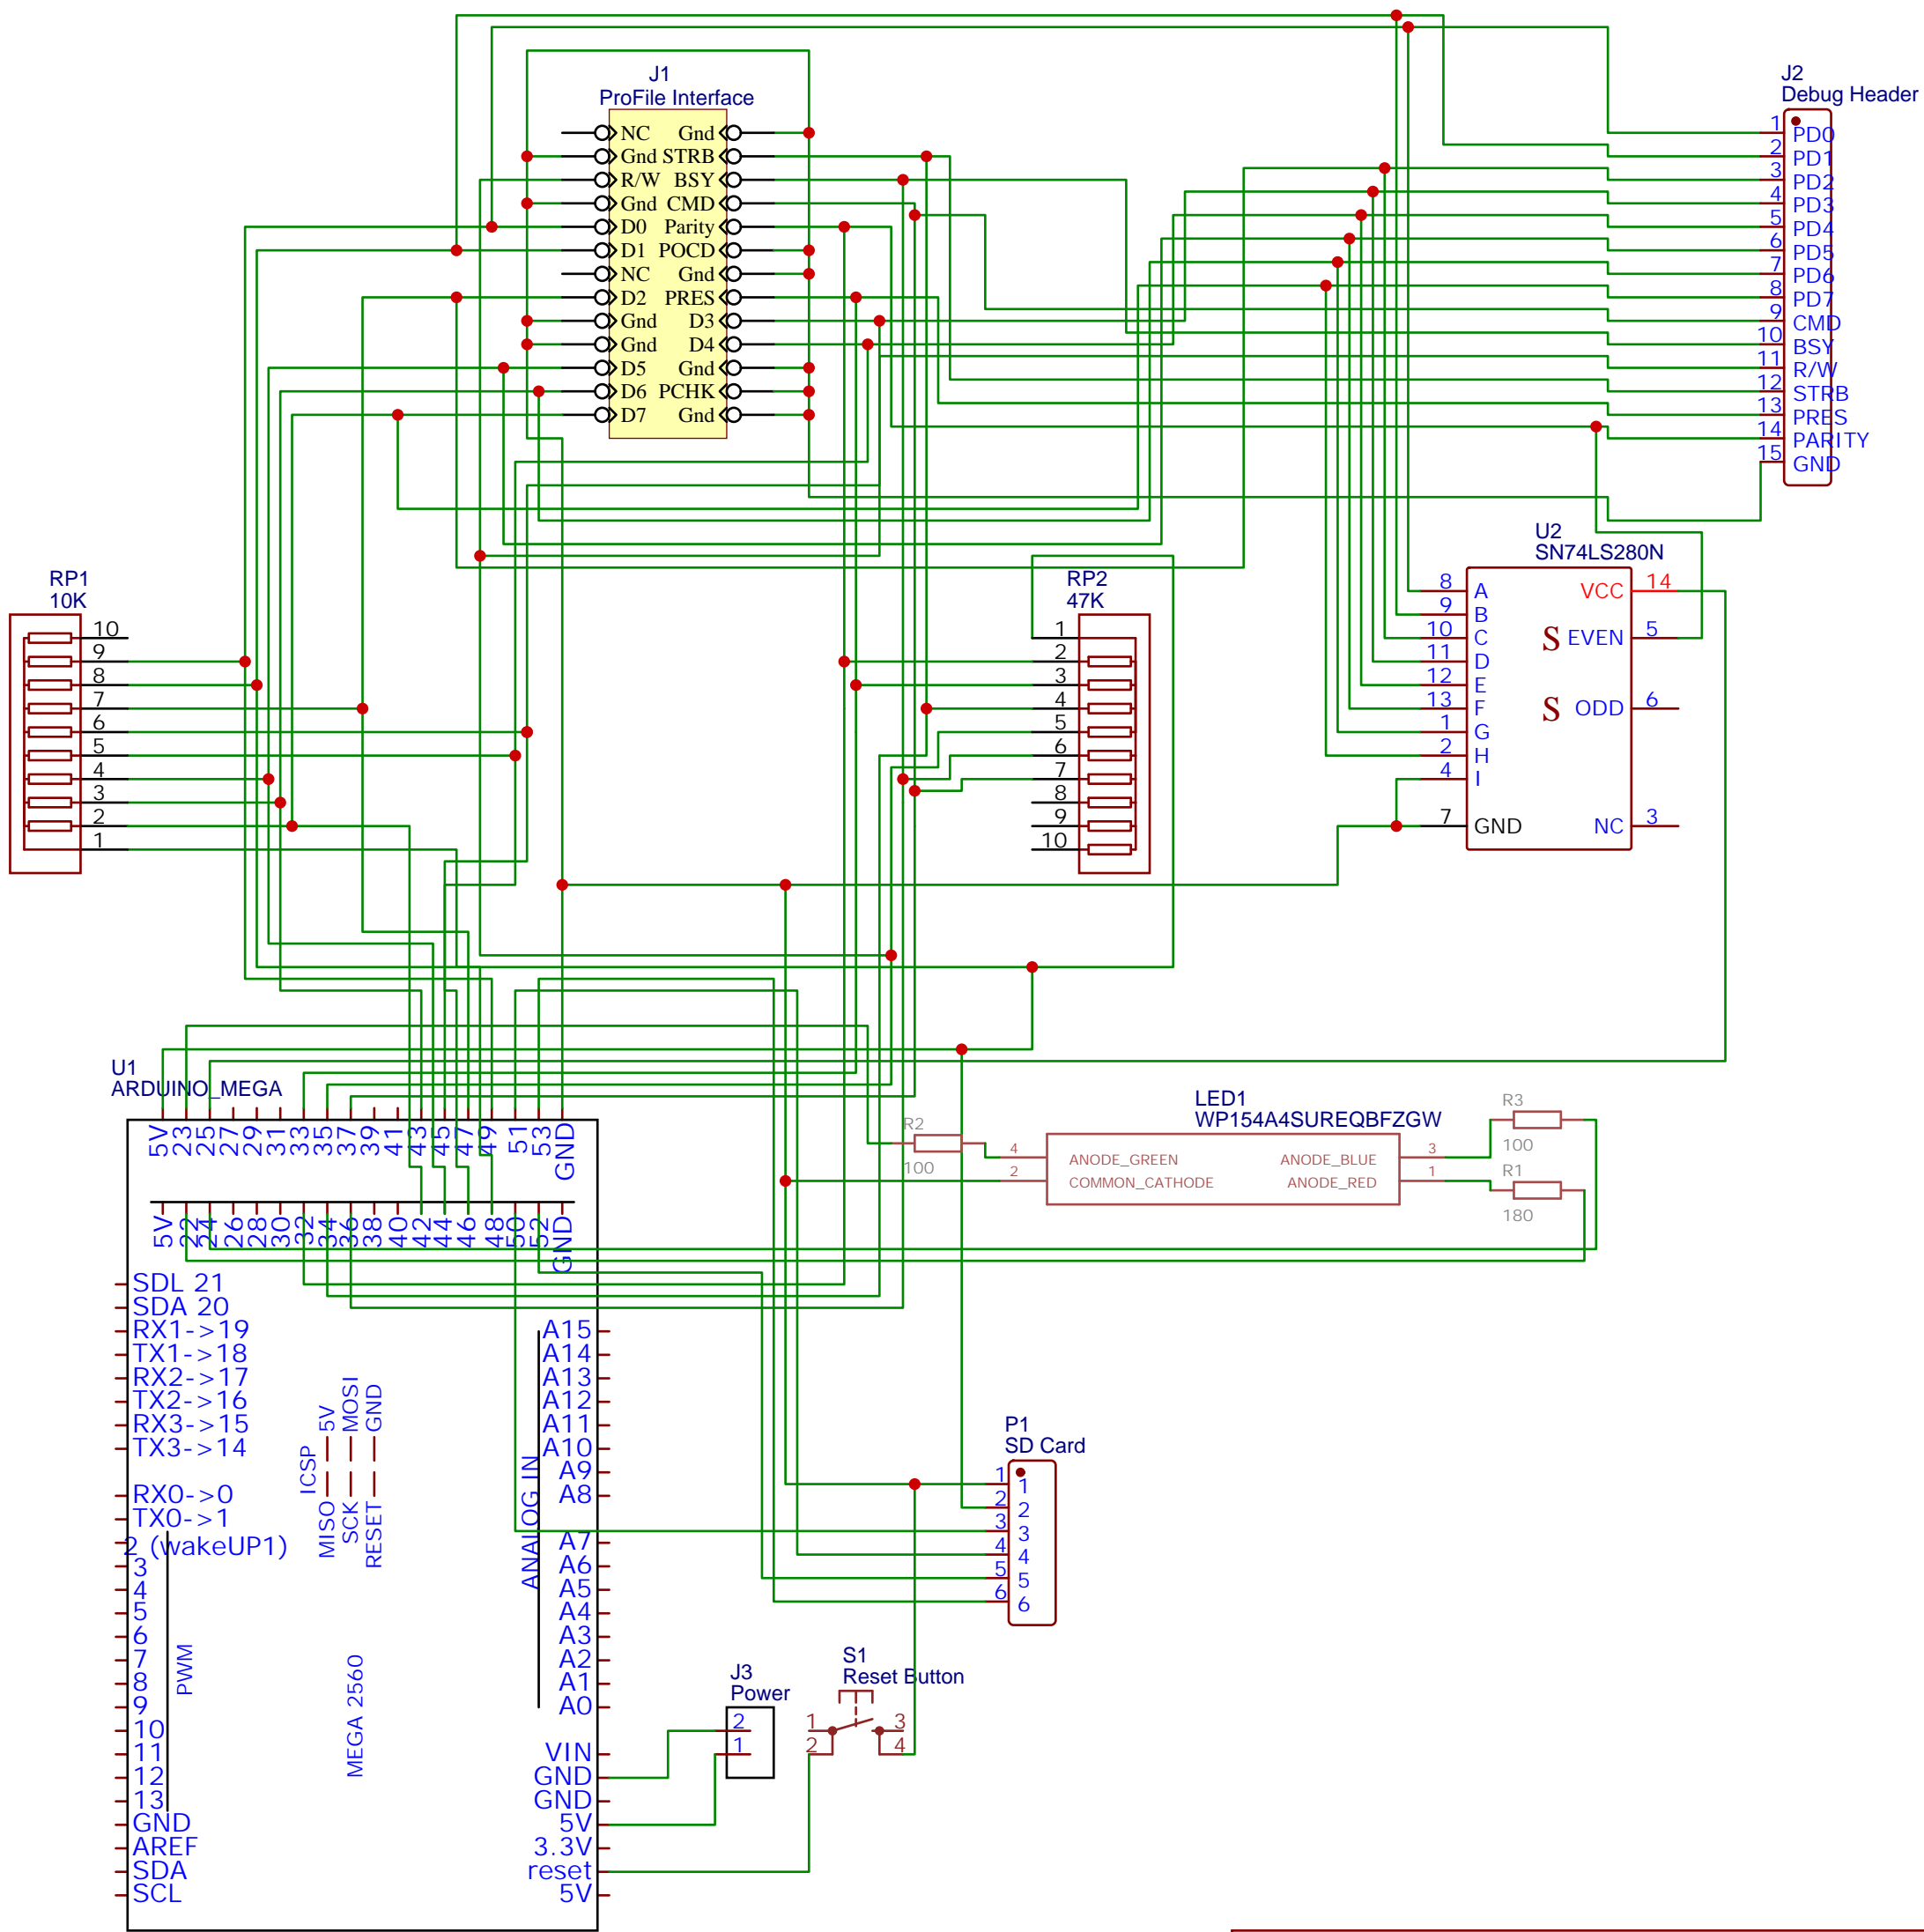 J1
ProFile Interface
NC Gnd
Gnd STRB
R/W BSY
Gnd CMD
D0 Parity
D1 POCD
NC Gnd
D2 PRES
Gnd D3
Gnd D4
D5 Gnd
D6 PCHK
D7 Gnd
J2
Debug Header
1 PD0
2 PD1
3 PD2
4 PD3
5 PD4
6 PD5
7 PD6
8 PD7
9 CMD
10 BSY
11 R/W
12 STRB
13 PRES
14 PARITY
15 GND
RP1
10K
10
9
8
7
6
5
4
3
2
1
RP2
47K
1
2
3
4
5
6
7
8
9
10
U2
SN74LS280N
8 A VCC 14
9 B
10 C S EVEN 5
11 D
12 E
13 F S ODD 6
1 G
2 H
4 I
7 GND NC 3
U1
ARDUINO_MEGA
5V 23 25 27 29 31 33 35 37 39 41 43 45 47 49 51 53 GND
5V 22 24 26 28 30 32 34 36 38 40 42 44 46 48 50 52 GND
SDL 21
SDA 20
RX1->19
TX1->18
RX2->17
TX2->16
RX3->15
TX3->14
RX0->0
TX0->1
2 (wakeUP1)
3
4
5
6
7
8
9
10
11
12
13
GND
AREF
SDA
SCL
PWM
ICSP
5V
MOSI
GND
MISO
SCK
RESET
MEGA 2560
ANALOG IN
A15
A14
A13
A12
A11
A10
A9
A8
A7
A6
A5
A4
A3
A2
A1
A0
VIN
GND
GND
5V
3.3V
reset
5V
LED1
WP154A4SUREQBFZGW
4 ANODE_GREEN ANODE_BLUE 3
2 COMMON_CATHODE ANODE_RED 1
R2
100
R3
100
R1
180
P1
SD Card
1 1
2 2
3 3
4 4
5 5
6 6
J3
Power
2
1
S1
Reset Button
1 3
2 4